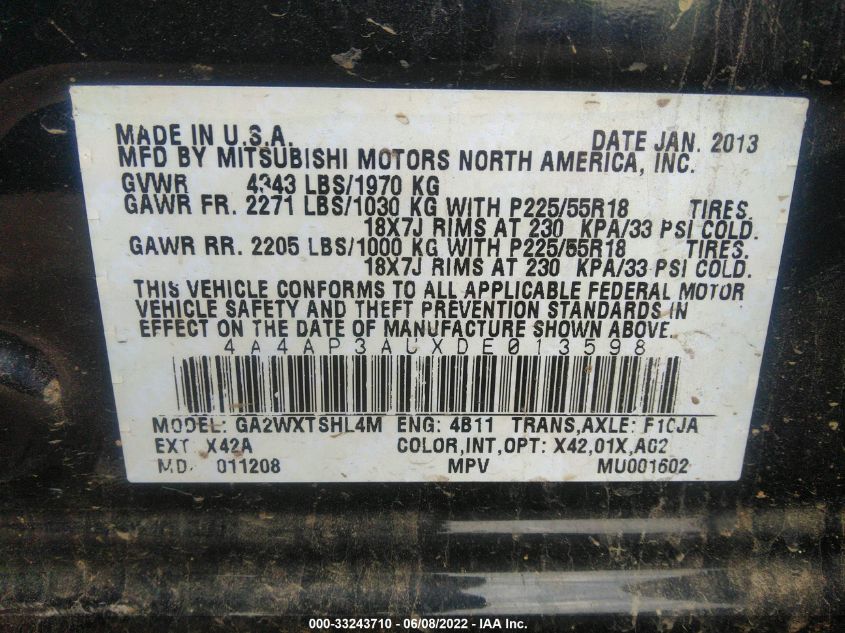 MADE IN U.S.A. DATE JAN. 2013
MFD BY MITSUBISHI MOTORS NORTH AMERICA, INC.
GVWR 4343 LBS/1970 KG
GAWR FR. 2271 LBS/1030 KG WITH P225/55R18 TIRES.
18X7J RIMS AT 230 KPA/33 PSI COLD.
GAWR RR. 2205 LBS/1000 KG WITH P225/55R18 TIRES.
18X7J RIMS AT 230 KPA/33 PSI COLD.
THIS VEHICLE CONFORMS TO ALL APPLICABLE FEDERAL MOTOR
VEHICLE SAFETY AND THEFT PREVENTION STANDARDS IN
EFFECT ON THE DATE OF MANUFACTURE SHOWN ABOVE.
4A4AP3AUXDE013598
MODEL: GA2WXTSHL4M ENG: 4B11 TRANS,AXLE: F1CJA
EXT X42A COLOR,INT,OPT: X42,01X,A02
MD. 011208 MPV MU001602
000-33243710 - 06/08/2022 - IAA Inc.